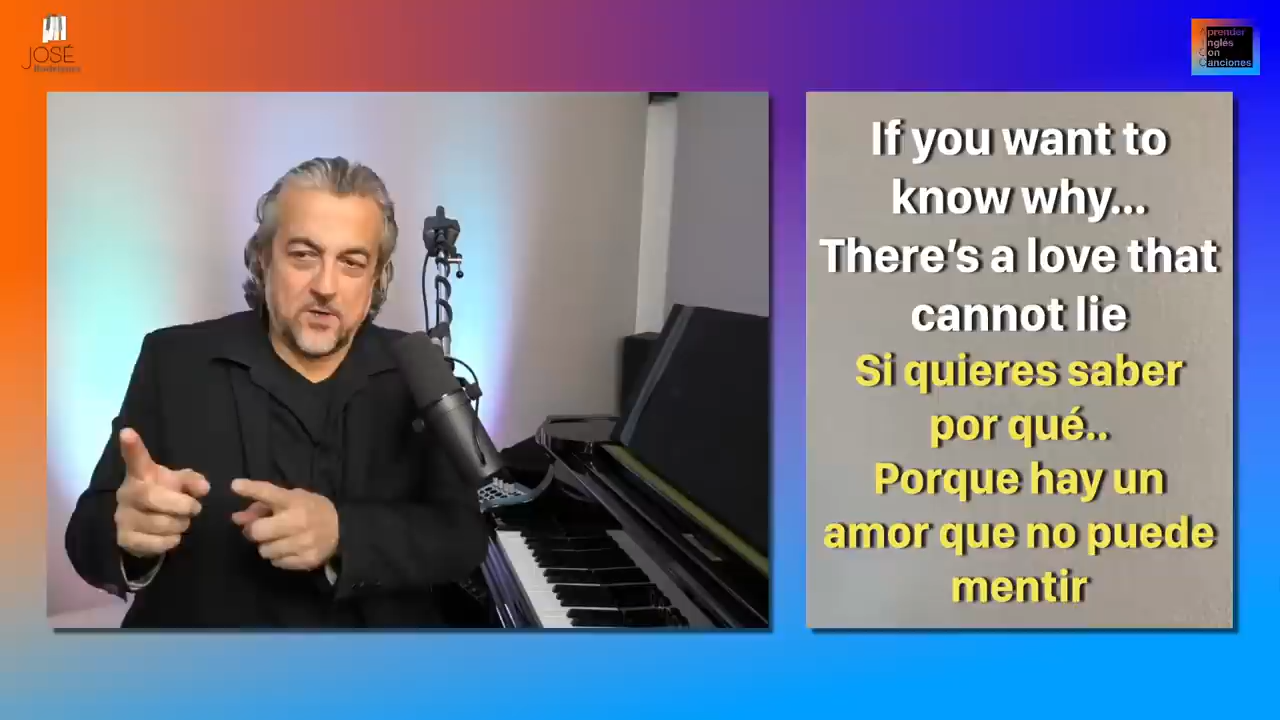 JOSÉ
Rodríguez
Aprender
Inglés
Con
Canciones
If you want to
know why...
There's a love that
cannot lie
Si quieres saber
por qué..
Porque hay un
amor que no puede
mentir